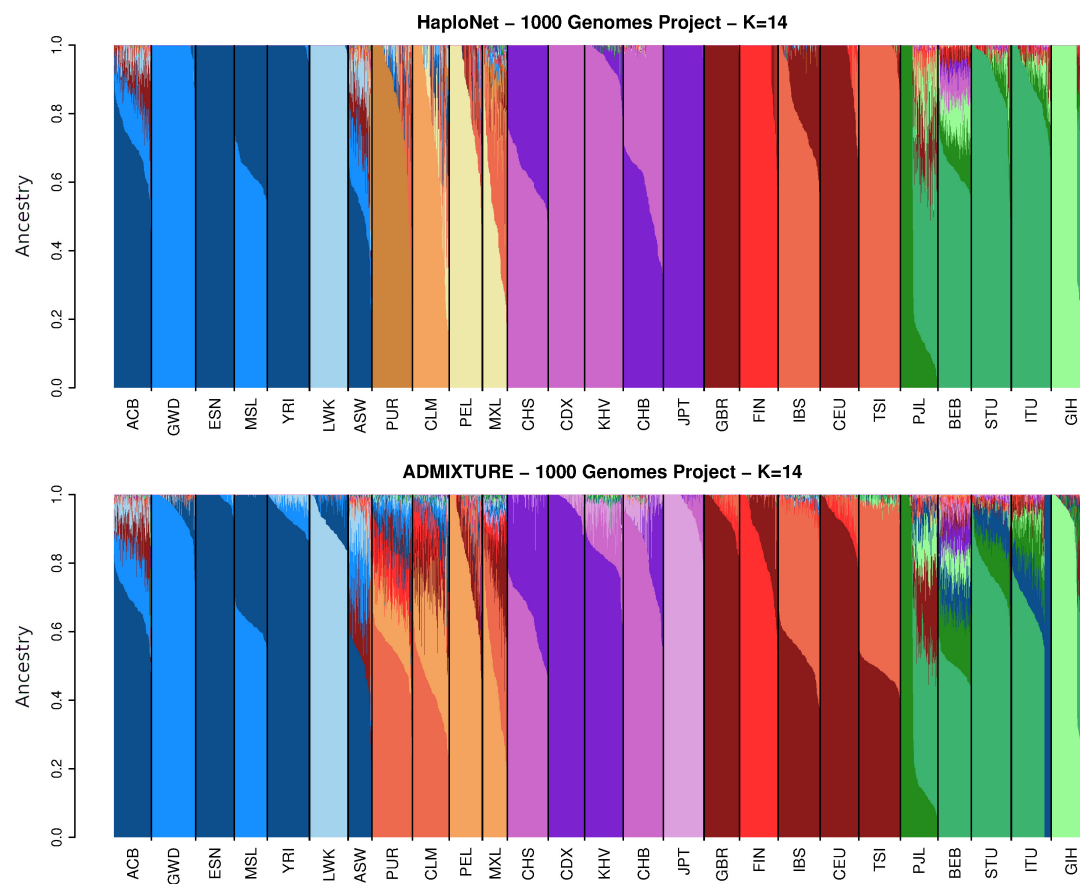 HaploNet – 1000 Genomes Project – K=14
Ancestry
1.0
0.8
0.6
0.4
0.2
0.0
ACB GWD ESN MSL YRI LWK ASW PUR CLM PEL MXL CHS CDX KHV CHB JPT GBR FIN IBS CEU TSI PJL BEB STU ITU GIH
ADMIXTURE – 1000 Genomes Project – K=14
Ancestry
1.0
0.8
0.6
0.4
0.2
0.0
ACB GWD ESN MSL YRI LWK ASW PUR CLM PEL MXL CHS CDX KHV CHB JPT GBR FIN IBS CEU TSI PJL BEB STU ITU GIH